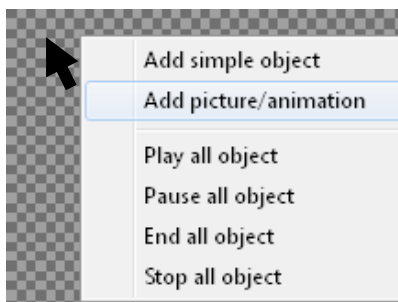 Add simple object
Add picture/animation
Play all object
Pause all object
End all object
Stop all object